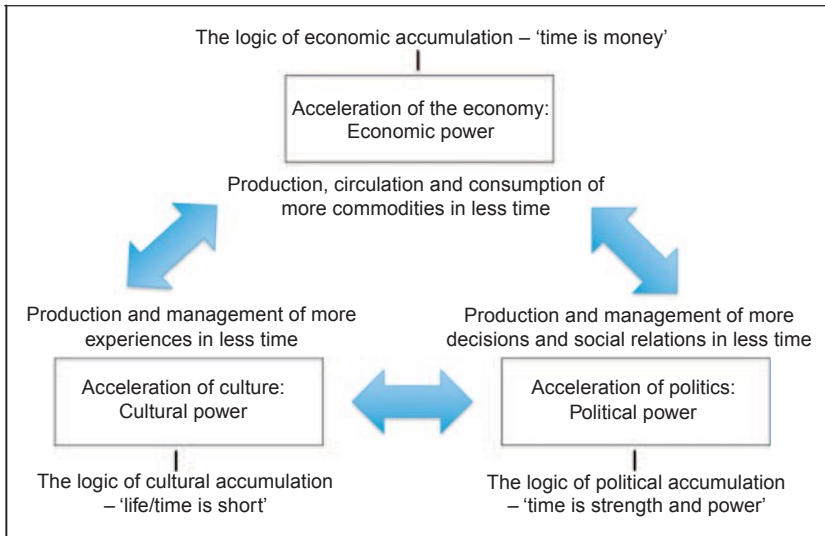 The logic of economic accumulation – ‘time is money’
Acceleration of the economy:
Economic power
Production, circulation and consumption of
more commodities in less time
Production and management of more
experiences in less time
Acceleration of culture:
Cultural power
The logic of cultural accumulation
– ‘life/time is short’
Production and management of more
decisions and social relations in less time
Acceleration of politics:
Political power
The logic of political accumulation
– ‘time is strength and power’